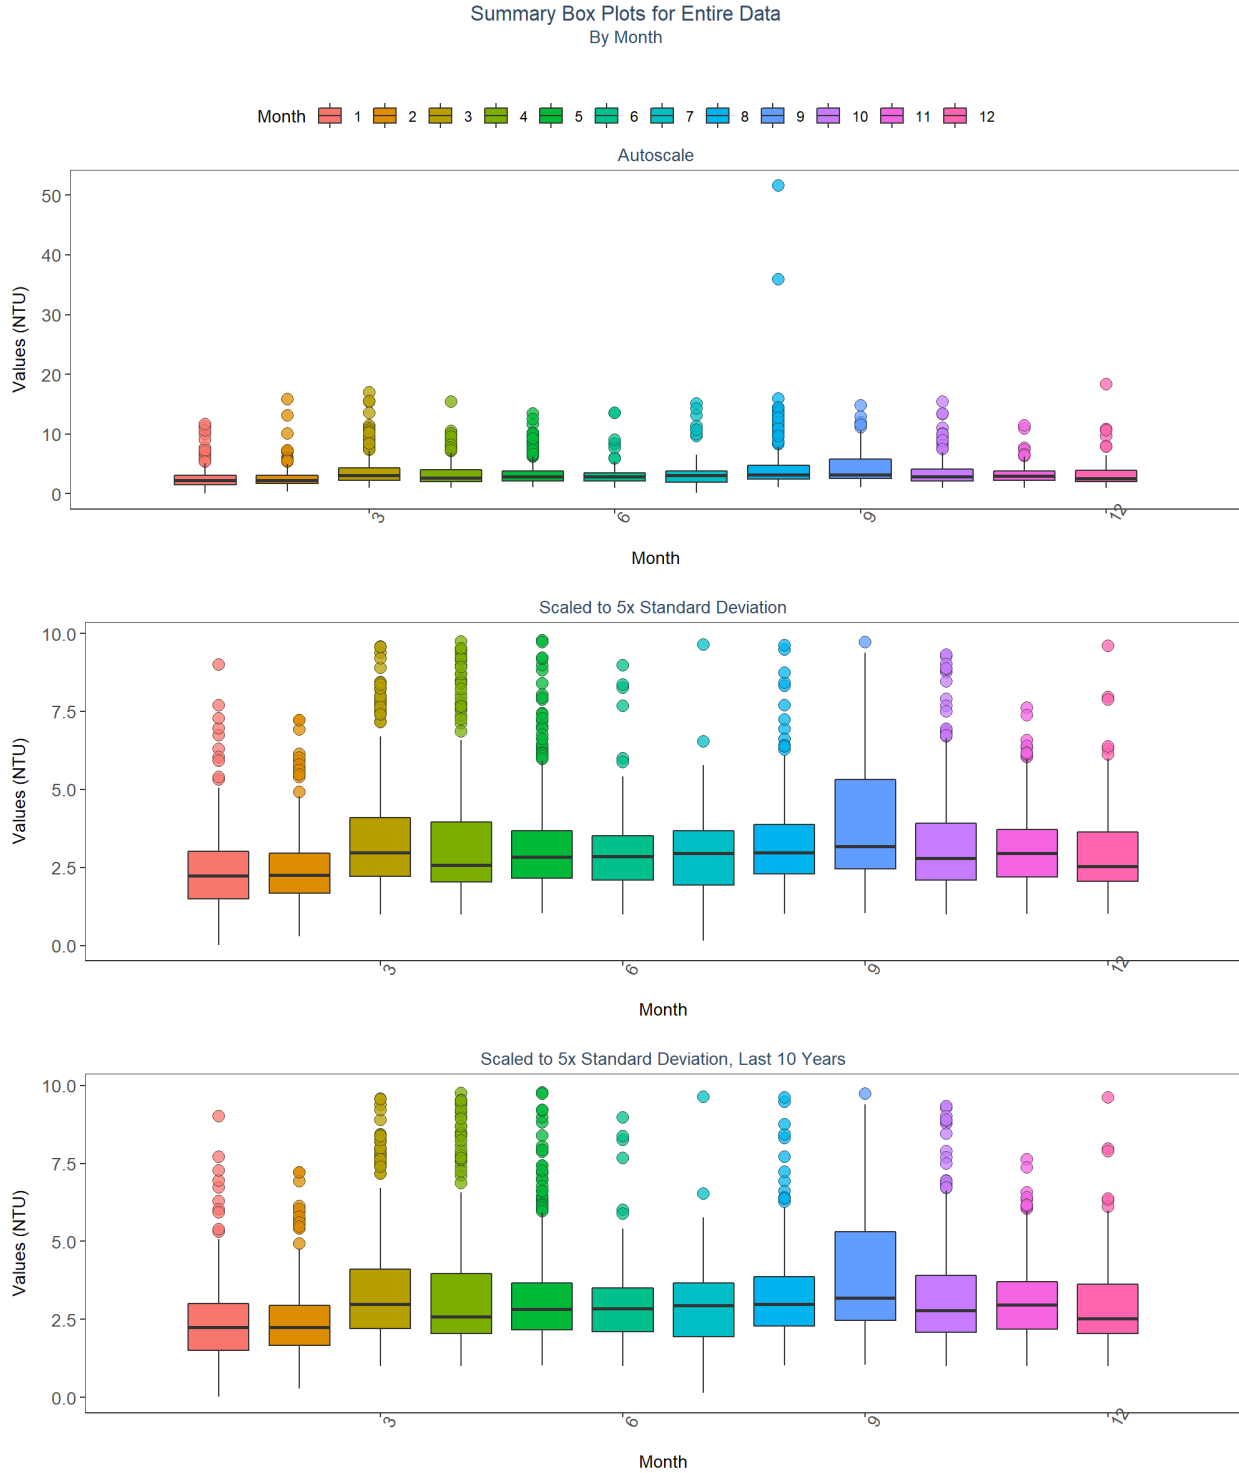 Summary Box Plots for Entire Data
By Month
Month 1 2 3 4 5 6 7 8 9 10 11 12
Autoscale
Values (NTU)
50
40
30
20
10
0
3 6 9 12
Month
Scaled to 5x Standard Deviation
Values (NTU)
10.0
7.5
5.0
2.5
0.0
3 6 9 12
Month
Scaled to 5x Standard Deviation, Last 10 Years
Values (NTU)
10.0
7.5
5.0
2.5
0.0
3 6 9 12
Month